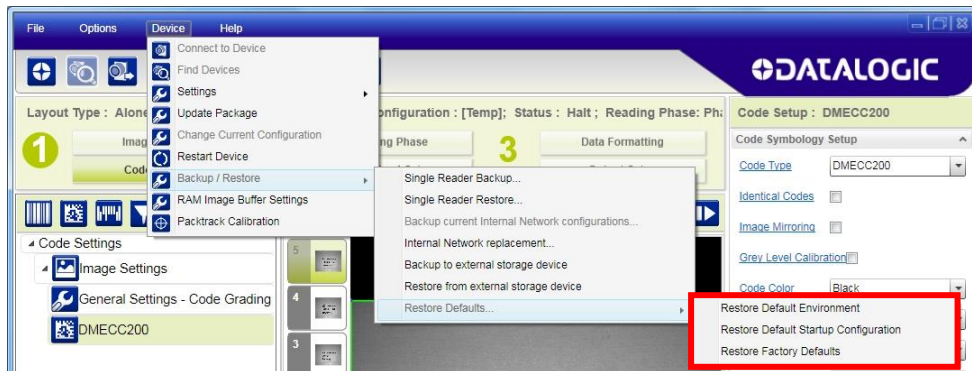 File Options Device Help
DATALOGIC
Connect to Device
Find Devices
Settings
Update Package
Change Current Configuration
Restart Device
Backup / Restore
RAM Image Buffer Settings
Packtrack Calibration
Single Reader Backup...
Single Reader Restore...
Backup current Internal Network configurations...
Internal Network replacement...
Backup to external storage device
Restore from external storage device
Restore Defaults...
Restore Default Environment
Restore Default Startup Configuration
Restore Factory Defaults
Layout Type : Alone
onfiguration : [Temp]; Status : Halt ; Reading Phase: Pha
1
Imag
Code
ng Phase
3
Data Formatting
Code Settings
Image Settings
General Settings - Code Grading
DMECC200
5
4
3
Code Setup : DMECC200
Code Symbology Setup
Code Type DMECC200
Identical Codes
Image Mirroring
Grey Level Calibration
Code Color Black